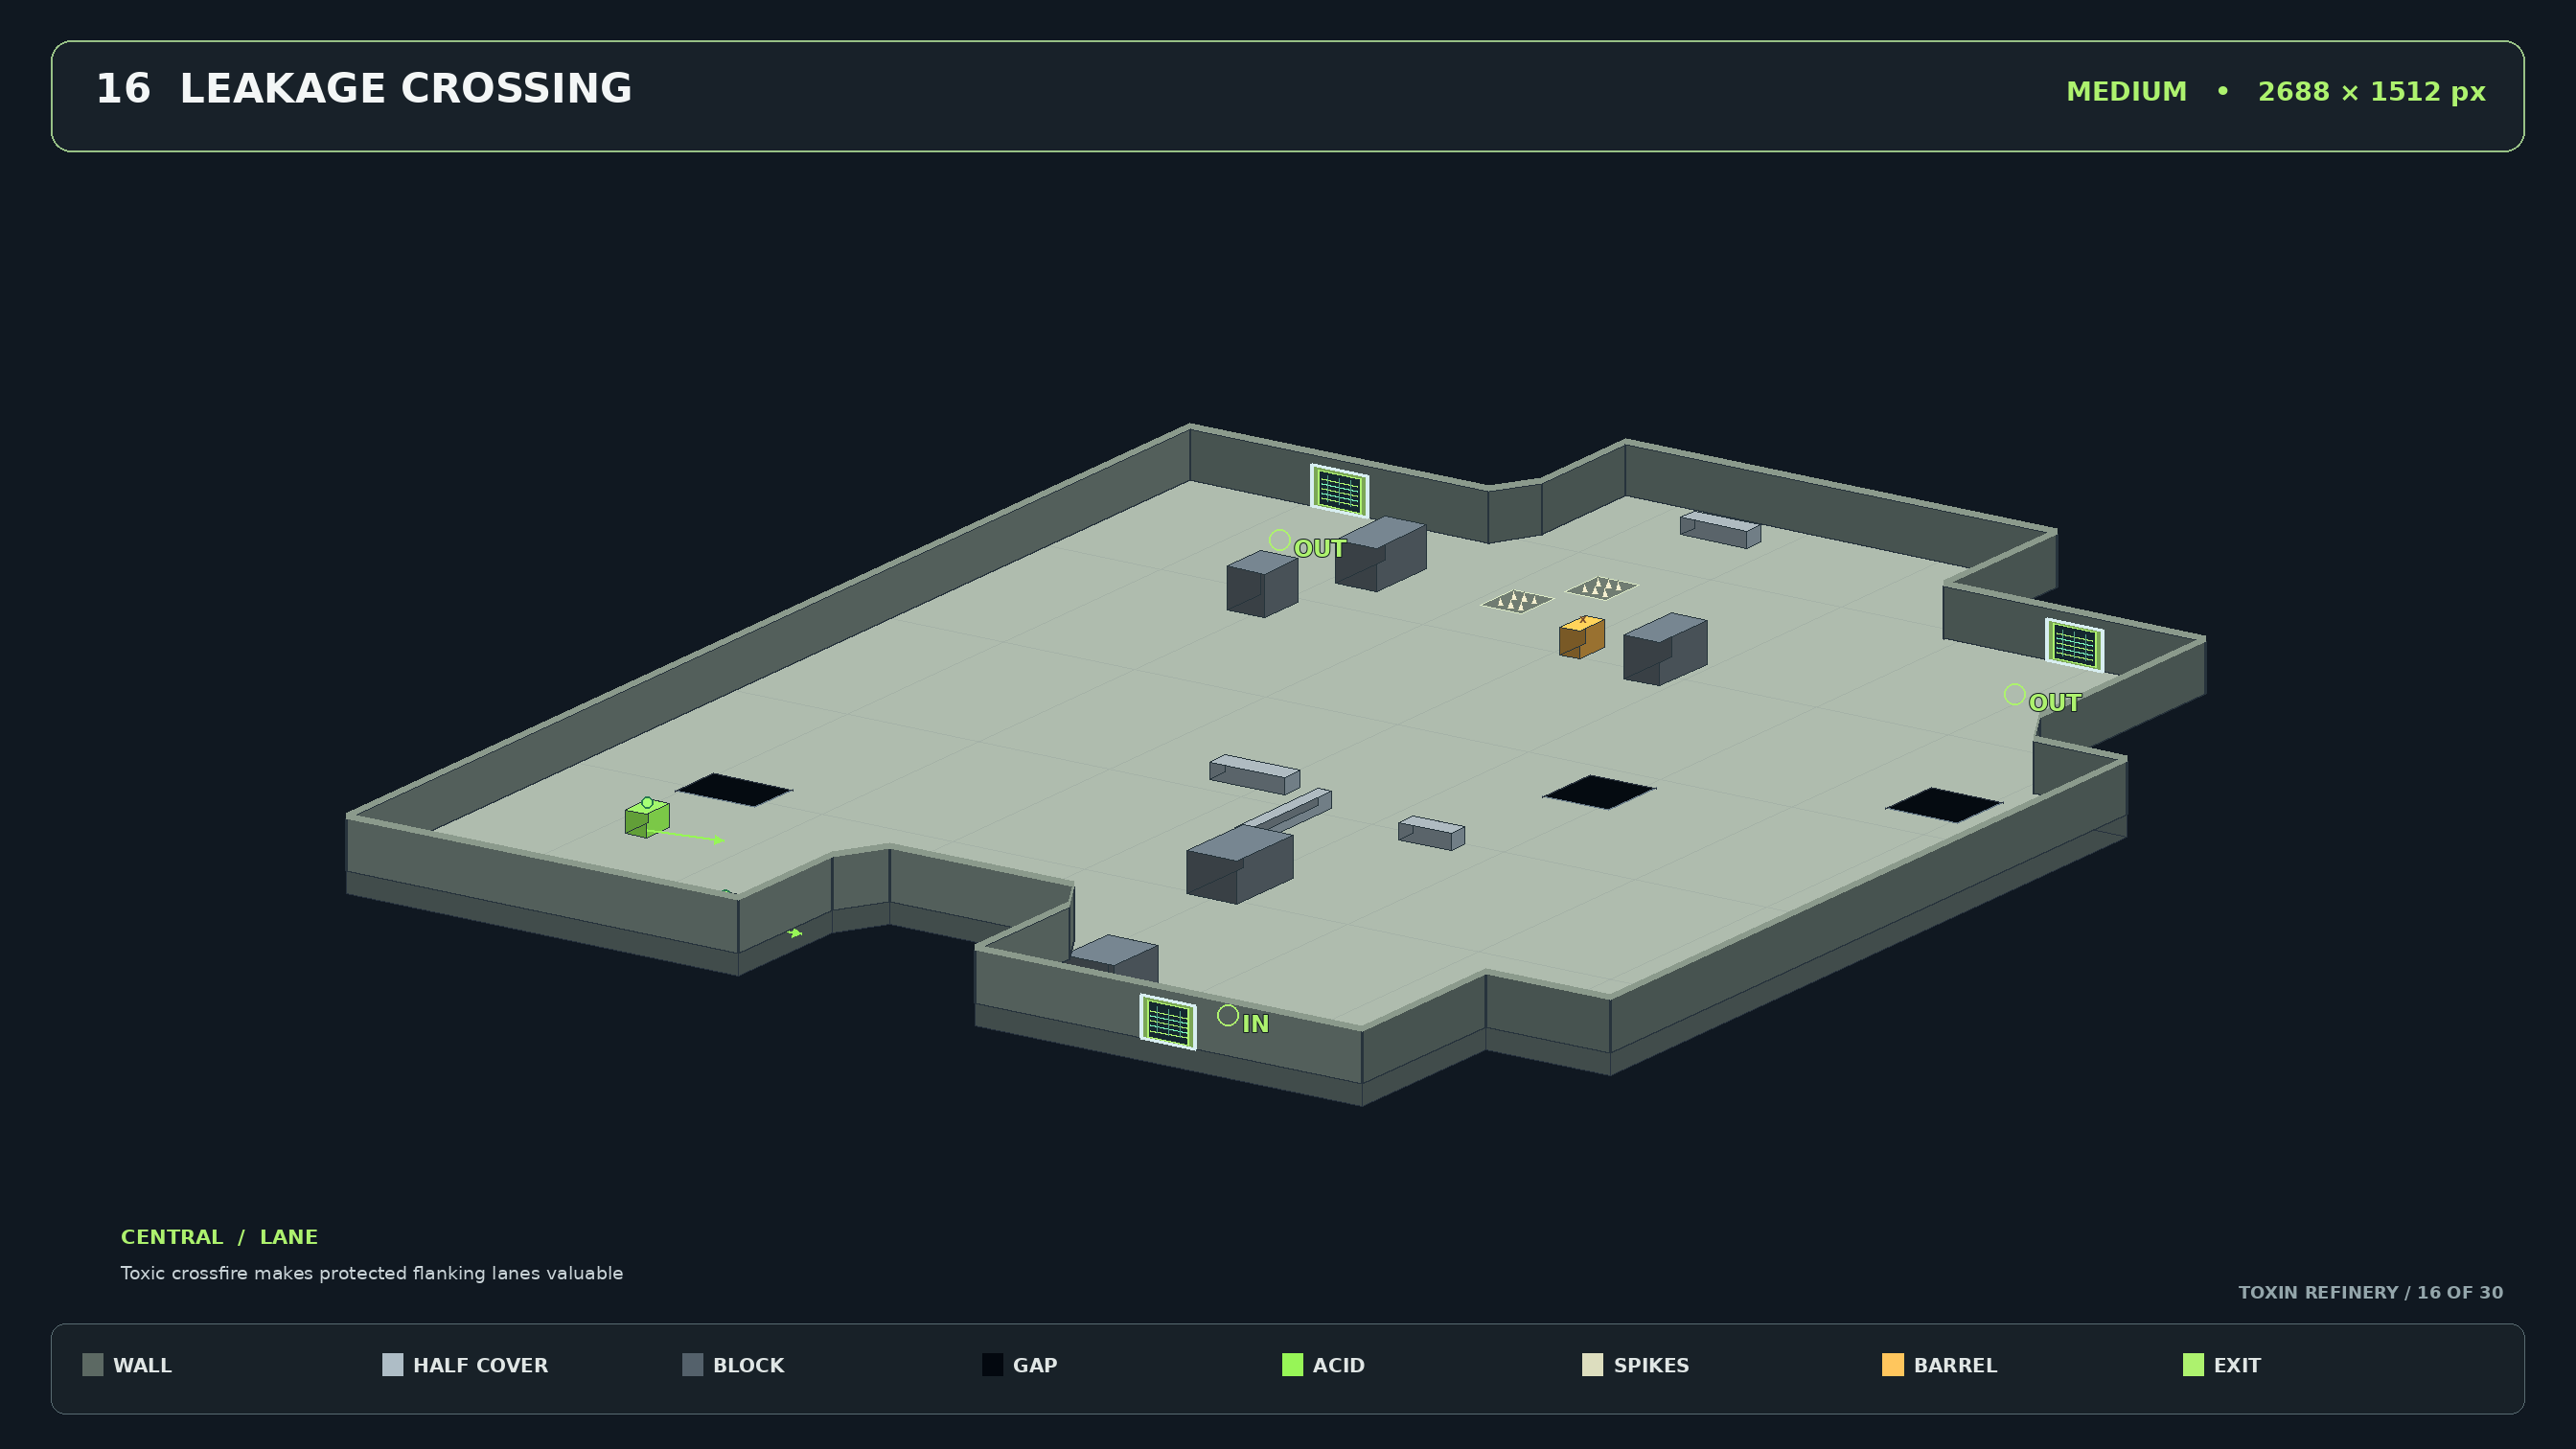 16 LEAKAGE CROSSING
MEDIUM • 2688 × 1512 px
OUT
OUT
IN
CENTRAL / LANE
Toxic crossfire makes protected flanking lanes valuable
TOXIN REFINERY / 16 OF 30
WALL
HALF COVER
BLOCK
GAP
ACID
SPIKES
BARREL
EXIT